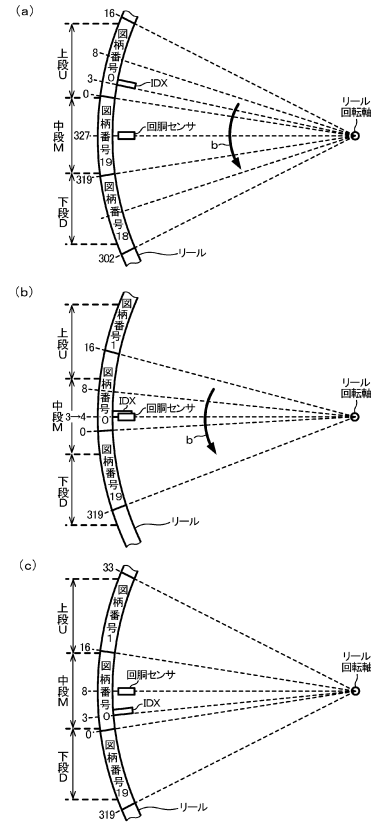 (a)
16
上段U
8
図柄番号0
3
IDX
0
リール
回転軸
中段M
327
図柄番号19
回胴センサ
b
319
下段D
図柄番号18
302
リール
(b)
上段U
図柄番号1
16
8
図柄番号0
IDX
回胴センサ
リール
回転軸
中段M
3→4
0
b
下段D
図柄番号19
319
リール
(c)
33
上段U
図柄番号1
16
リール
回転軸
中段M
図柄番号0
回胴センサ
8
IDX
3
0
下段D
図柄番号19
319
リール